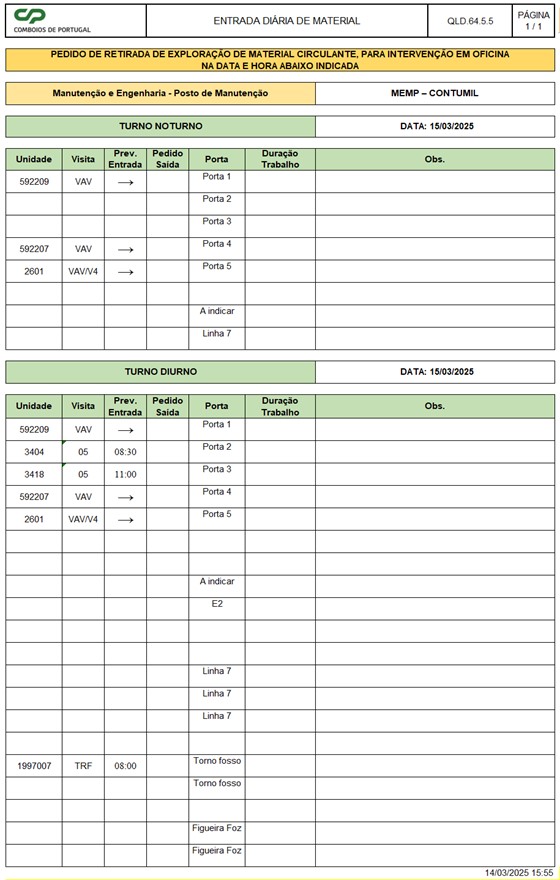 CP
COMBOIOS DE PORTUGAL
ENTRADA DIÁRIA DE MATERIAL
QLD.64.5.5
PÁGINA
1 / 1
PEDIDO DE RETIRADA DE EXPLORAÇÃO DE MATERIAL CIRCULANTE, PARA INTERVENÇÃO EM OFICINA
NA DATA E HORA ABAIXO INDICADA
Manutenção e Engenharia - Posto de Manutenção
MEMP – CONTUMIL
TURNO NOTURNO
DATA: 15/03/2025
Unidade Visita Prev. Entrada Pedido Saída Porta Duração Trabalho Obs.
592209 VAV → Porta 1
Porta 2
Porta 3
592207 VAV → Porta 4
2601 VAV/V4 → Porta 5
A indicar
Linha 7
TURNO DIURNO
DATA: 15/03/2025
Unidade Visita Prev. Entrada Pedido Saída Porta Duração Trabalho Obs.
592209 VAV → Porta 1
3404 05 08:30 Porta 2
3418 05 11:00 Porta 3
592207 VAV → Porta 4
2601 VAV/V4 → Porta 5
A indicar
E2
Linha 7
Linha 7
Linha 7
1997007 TRF 08:00 Torno fosso
Torno fosso
Figueira Foz
Figueira Foz
14/03/2025 15:55